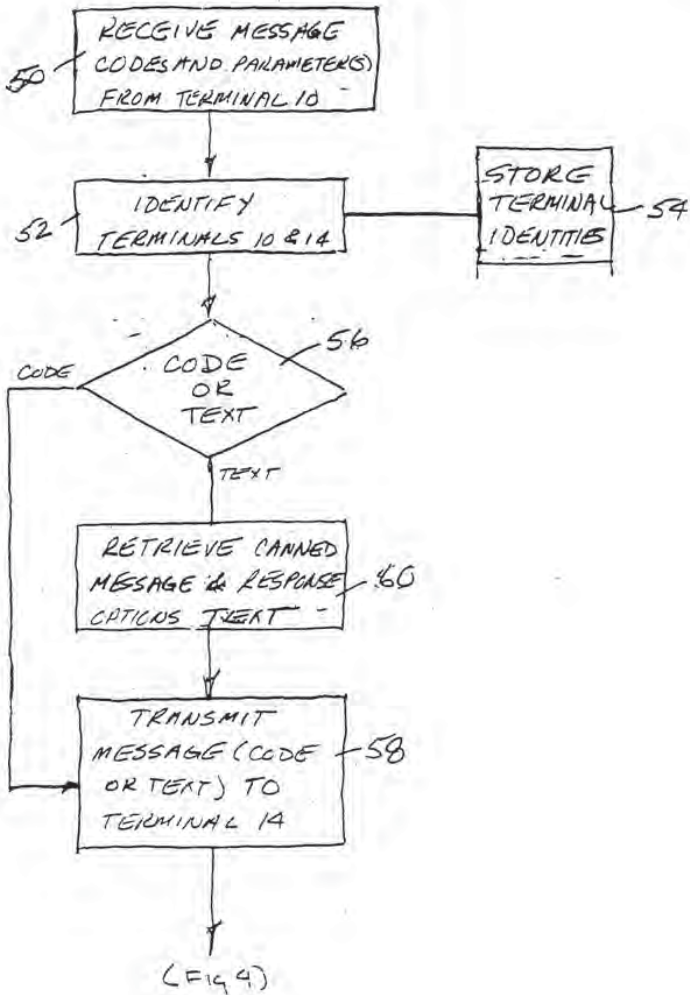 RECEIVE MESSAGE
CODES AND PARAMETER(S)
FROM TERMINAL 10
50
IDENTIFY
TERMINALS 10 & 14
52
STORE
TERMINAL
IDENTITIES
54
56
CODE
CODE
OR
TEXT
TEXT
RETRIEVE CANNED
MESSAGE & RESPONSE
OPTIONS TEXT
60
TRANSMIT
MESSAGE (CODE
OR TEXT) TO
TERMINAL 14
58
(Fig 4)